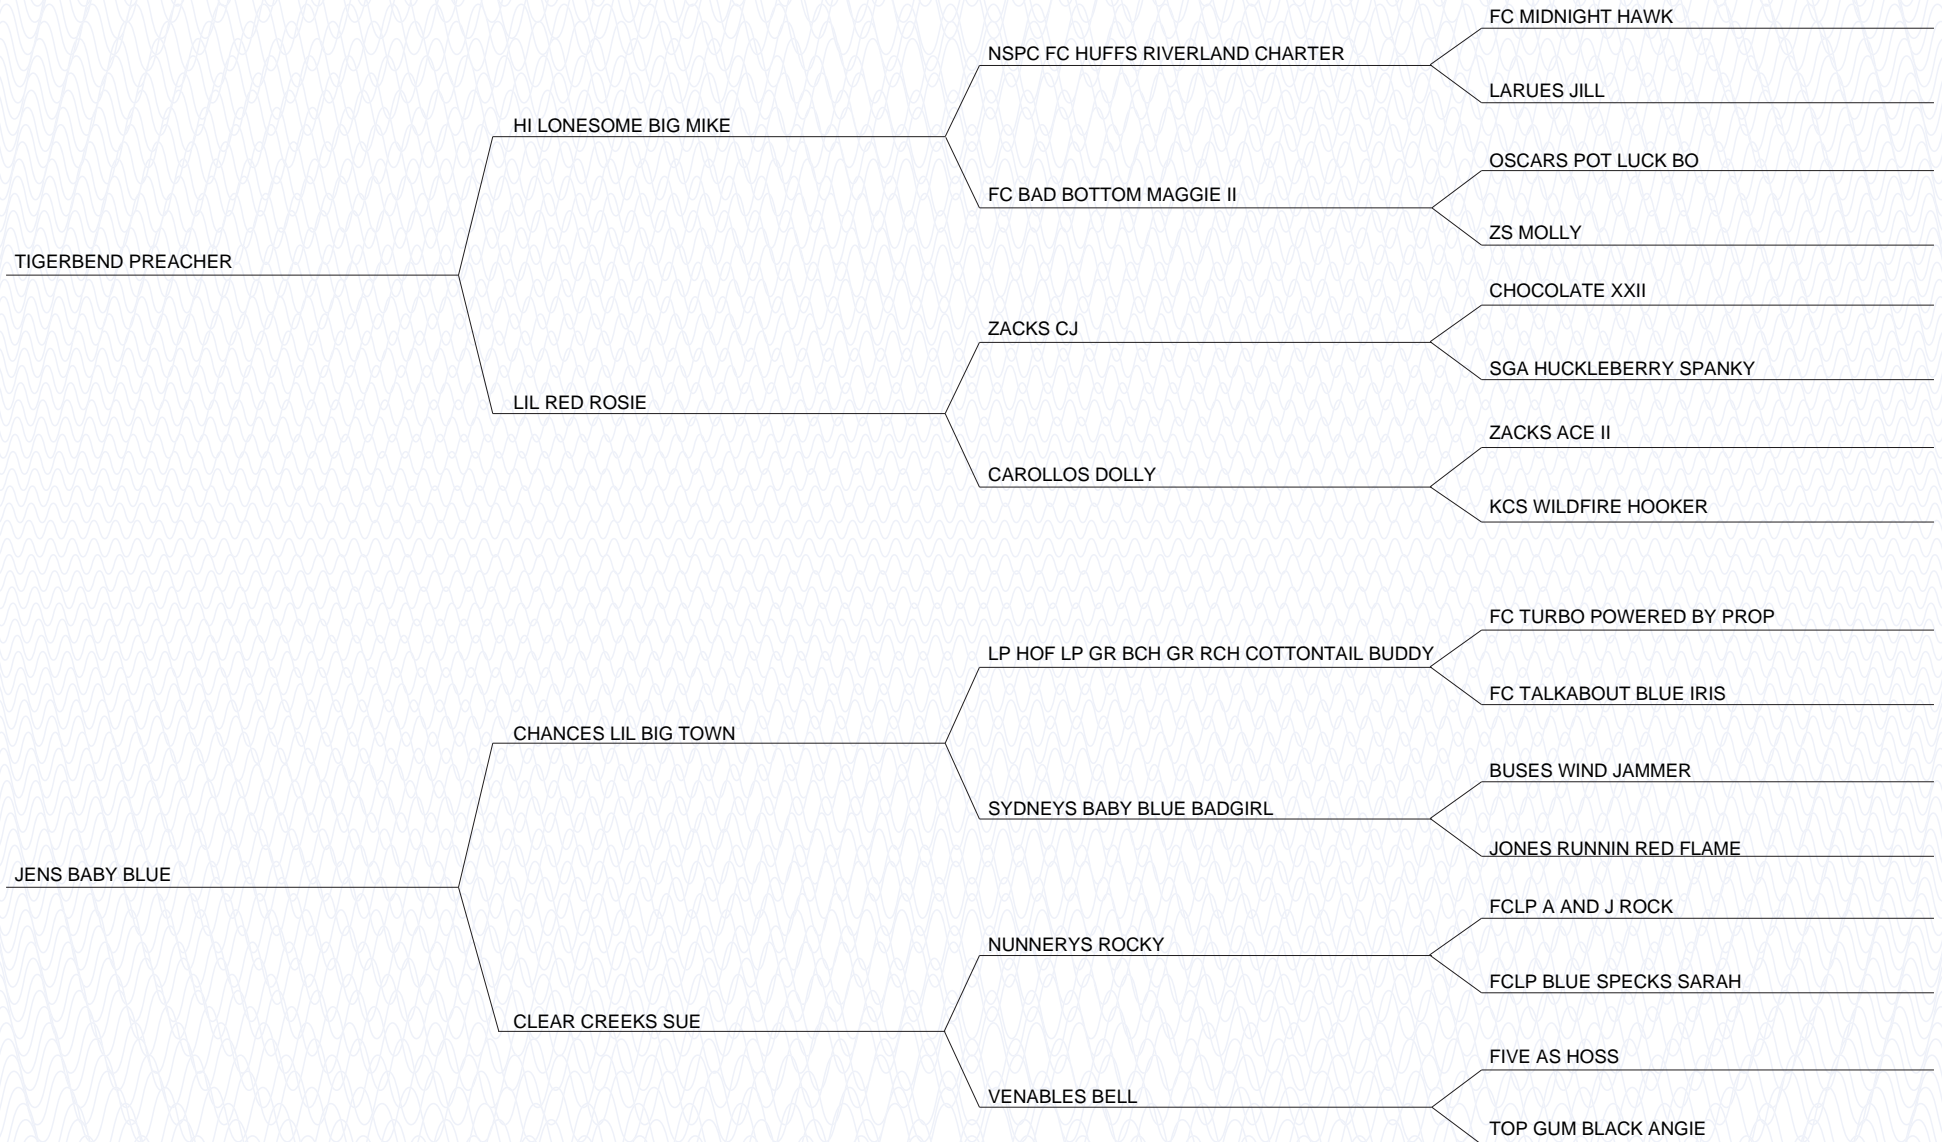 FC MIDNIGHT HAWK
NSPC FC HUFFS RIVERLAND CHARTER
LARUES JILL
HI LONESOME BIG MIKE
OSCARS POT LUCK BO
FC BAD BOTTOM MAGGIE II
ZS MOLLY
TIGERBEND PREACHER
CHOCOLATE XXII
ZACKS CJ
SGA HUCKLEBERRY SPANKY
LIL RED ROSIE
ZACKS ACE II
CAROLLOS DOLLY
KCS WILDFIRE HOOKER
FC TURBO POWERED BY PROP
LP HOF LP GR BCH GR RCH COTTONTAIL BUDDY
FC TALKABOUT BLUE IRIS
CHANCES LIL BIG TOWN
BUSES WIND JAMMER
SYDNEYS BABY BLUE BADGIRL
JONES RUNNIN RED FLAME
JENS BABY BLUE
FCLP A AND J ROCK
NUNNERYS ROCKY
FCLP BLUE SPECKS SARAH
CLEAR CREEKS SUE
FIVE AS HOSS
VENABLES BELL
TOP GUM BLACK ANGIE